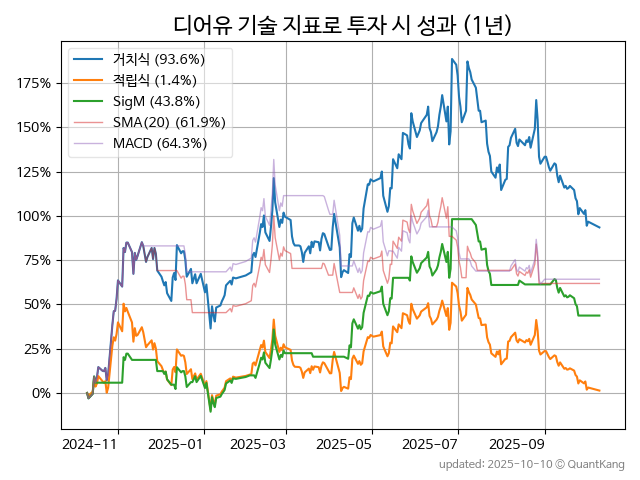 디어유 기술 지표로 투자 시 성과 (1년)
거치식 (93.6%)
적립식 (1.4%)
SigM (43.8%)
SMA(20) (61.9%)
MACD (64.3%)
175%
150%
125%
100%
75%
50%
25%
0%
2024-11
2025-01
2025-03
2025-05
2025-07
2025-09
updated: 2025-10-10 © QuantKang